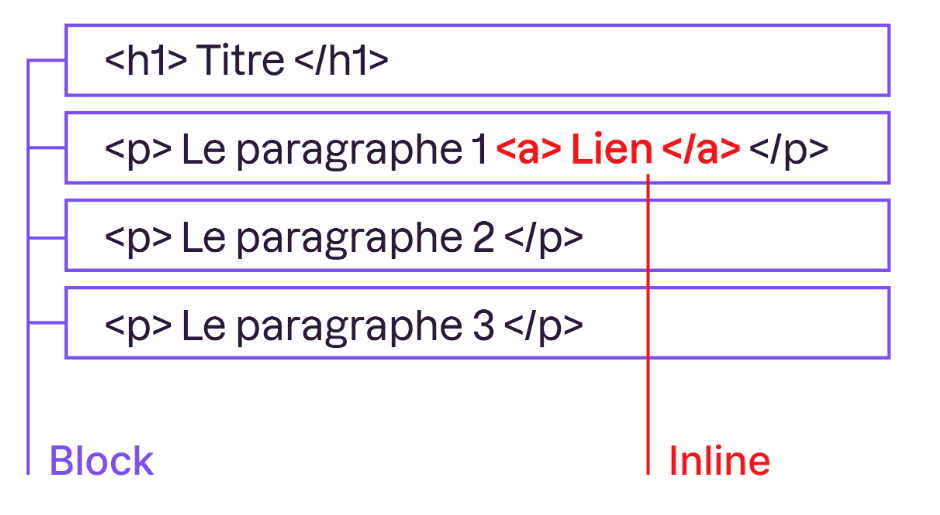 <h1> Titre </h1>
<p> Le paragraphe 1 <a> Lien </a> </p>
<p> Le paragraphe 2 </p>
<p> Le paragraphe 3 </p>
Block
Inline